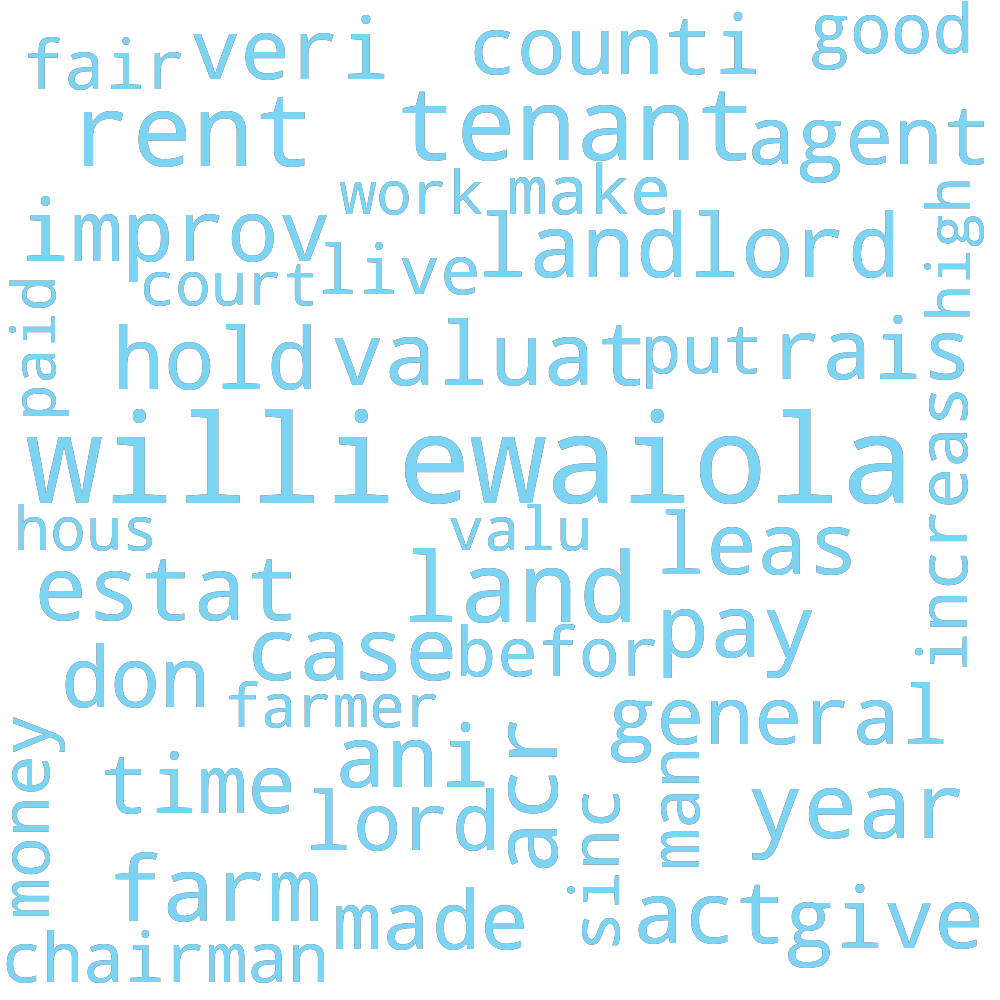 fair veri counti good
rent tenant agent
work make
improv landlord high
court live
paid hold valuat put rais
williewaiola
increas
hous valu leas
estat land
case befor pay
don farmer general
money time ani acr man
lord sinc year
farm made act give
chairman